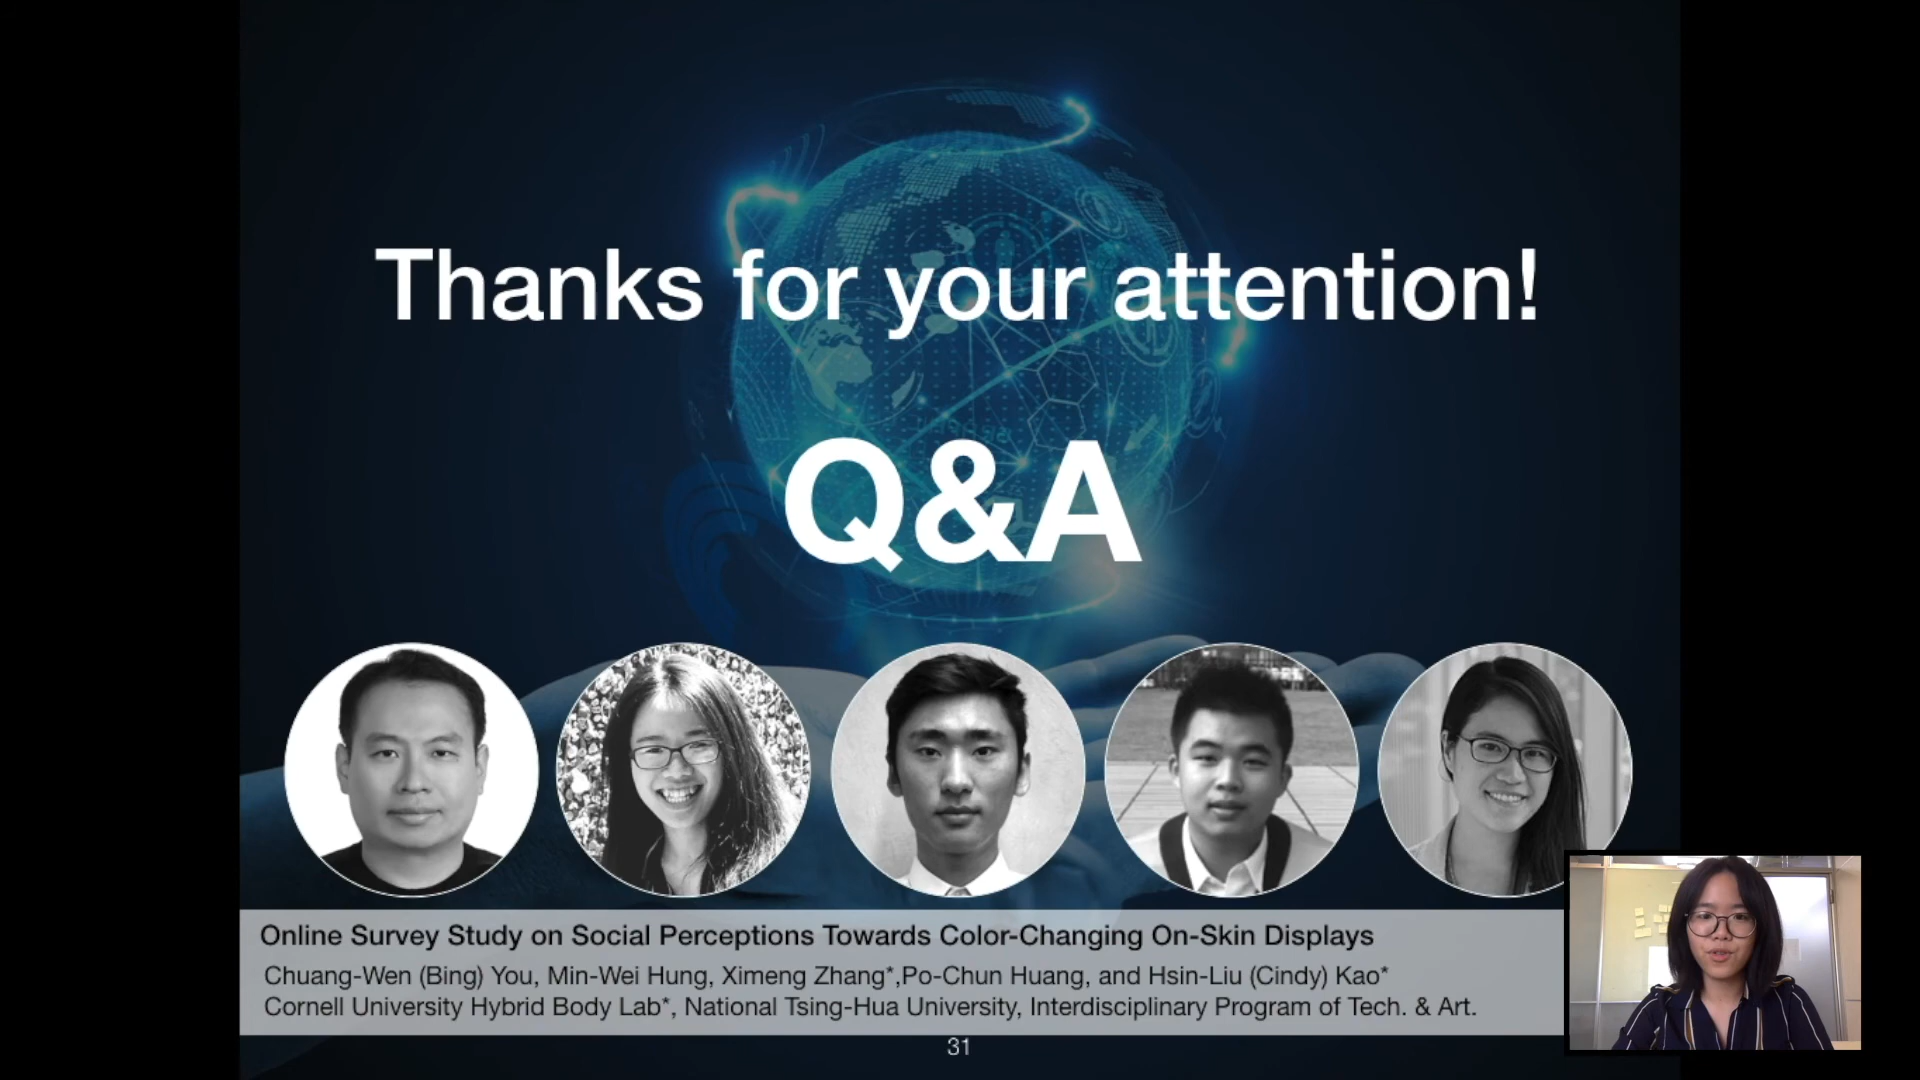 Thanks for your attention!
Q&A
Online Survey Study on Social Perceptions Towards Color-Changing On-Skin Displays
Chuang-Wen (Bing) You, Min-Wei Hung, Ximeng Zhang*,Po-Chun Huang, and Hsin-Liu (Cindy) Kao*
Cornell University Hybrid Body Lab*, National Tsing-Hua University, Interdisciplinary Program of Tech. & Art.
31